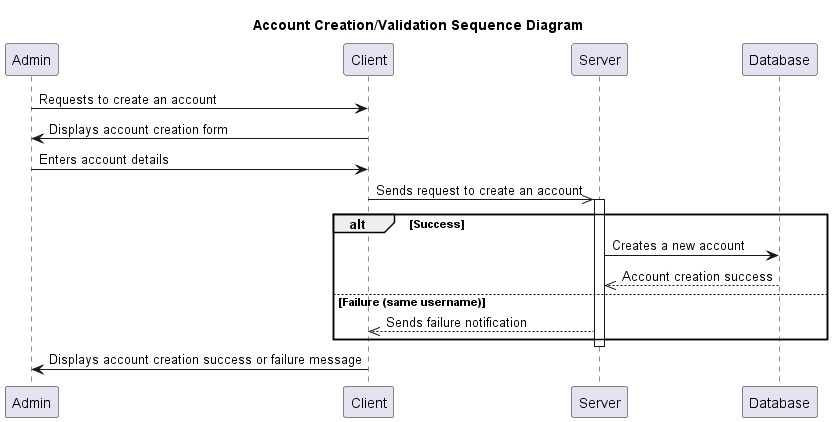 Account Creation/Validation Sequence Diagram
Admin Client Server Database
Requests to create an account
Displays account creation form
Enters account details
Sends request to create an account
alt [Success]
Creates a new account
Account creation success
[Failure (same username)]
Sends failure notification
Displays account creation success or failure message
Admin Client Server Database